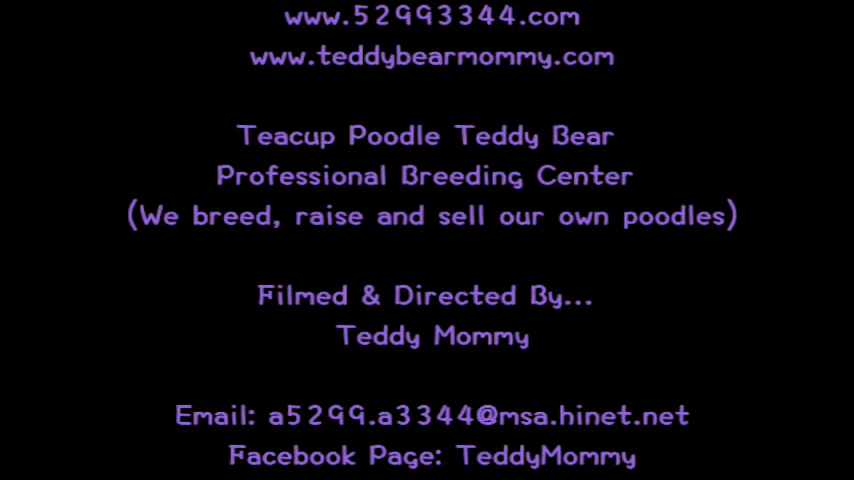 www.52993344.com
www.teddybearmommy.com
Teacup Poodle Teddy Bear
Professional Breeding Center
(We breed, raise and sell our own poodles)
Filmed & Directed By...
Teddy Mommy
Email: a5299.a3344@msa.hinet.net
Facebook Page: TeddyMommy